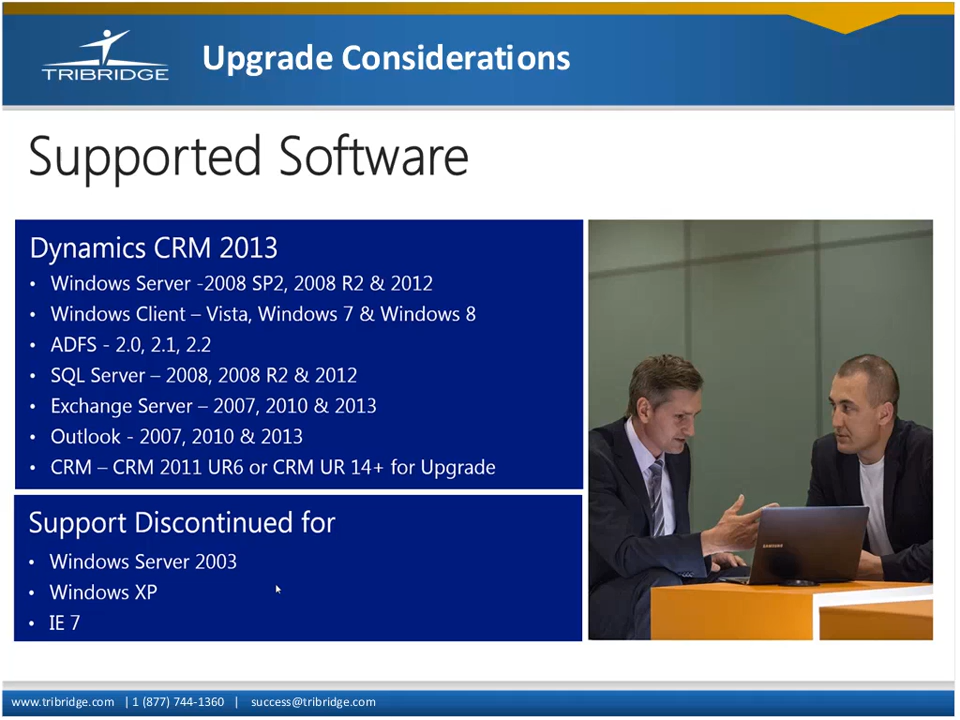 TRIBRIDGE
Upgrade Considerations
Supported Software
Dynamics CRM 2013
• Windows Server -2008 SP2, 2008 R2 & 2012
• Windows Client – Vista, Windows 7 & Windows 8
• ADFS - 2.0, 2.1, 2.2
• SQL Server – 2008, 2008 R2 & 2012
• Exchange Server – 2007, 2010 & 2013
• Outlook - 2007, 2010 & 2013
• CRM – CRM 2011 UR6 or CRM UR 14+ for Upgrade
Support Discontinued for
• Windows Server 2003
• Windows XP
• IE 7
SAMSUNG
www.tribridge.com | 1 (877) 744-1360 | success@tribridge.com